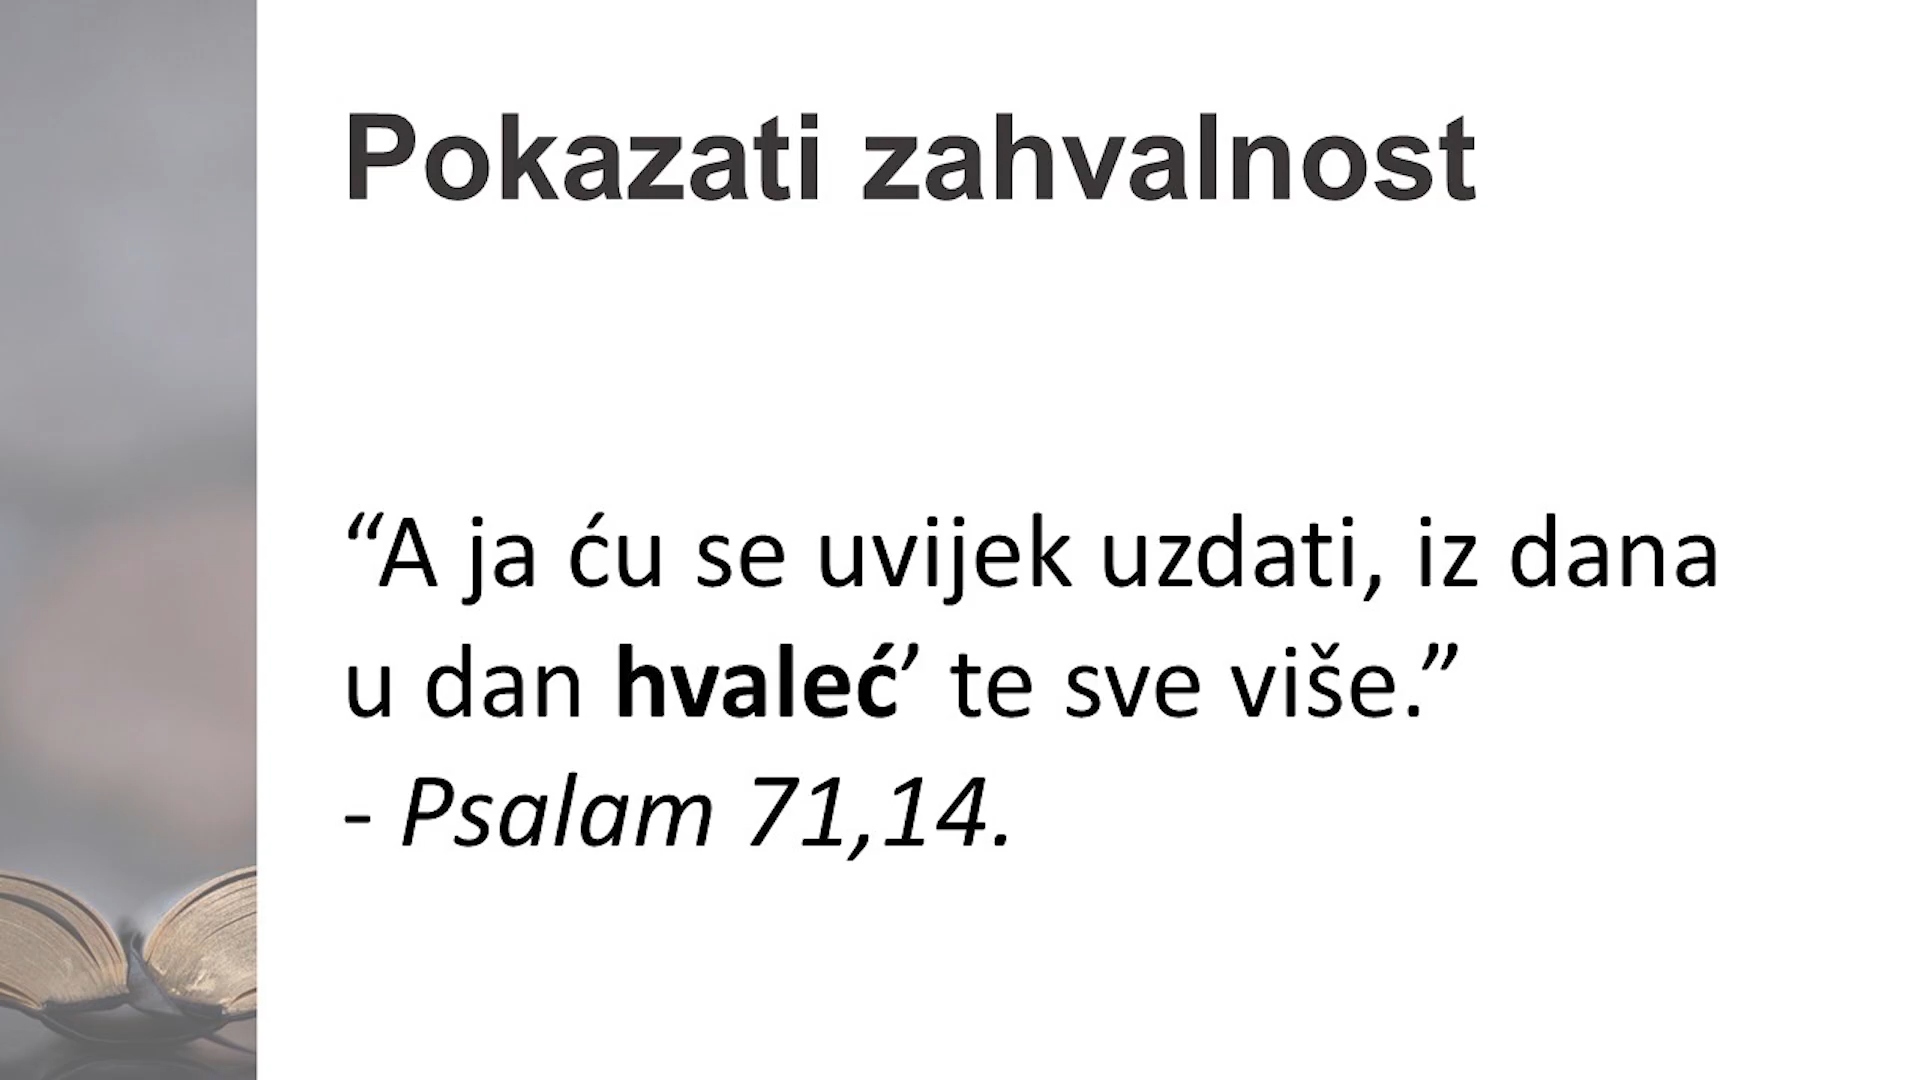 Pokazati zahvalnost
“A ja ću se uvijek uzdati, iz dana
u dan hvaleć’ te sve više.”
- Psalam 71,14.